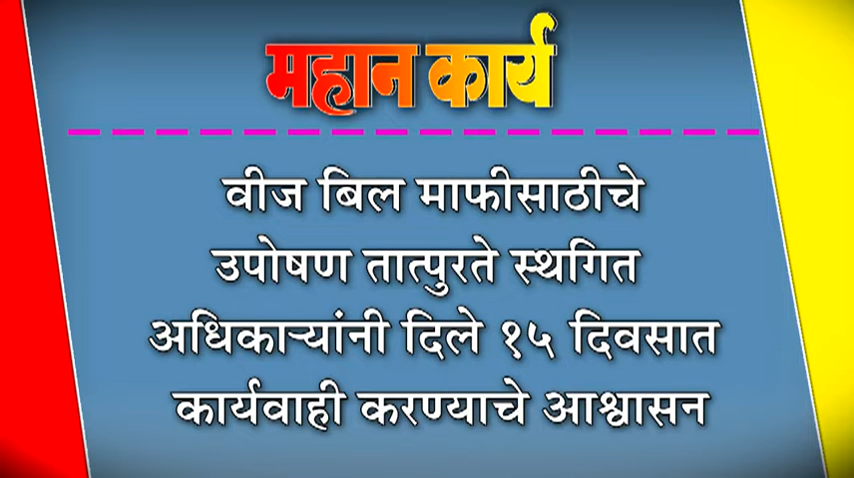 महान कार्य
वीज बिल माफीसाठीचे
उपोषण तात्पुरते स्थगित
अधिकाऱ्यांनी दिले १५ दिवसात
कार्यवाही करण्याचे आश्वासन